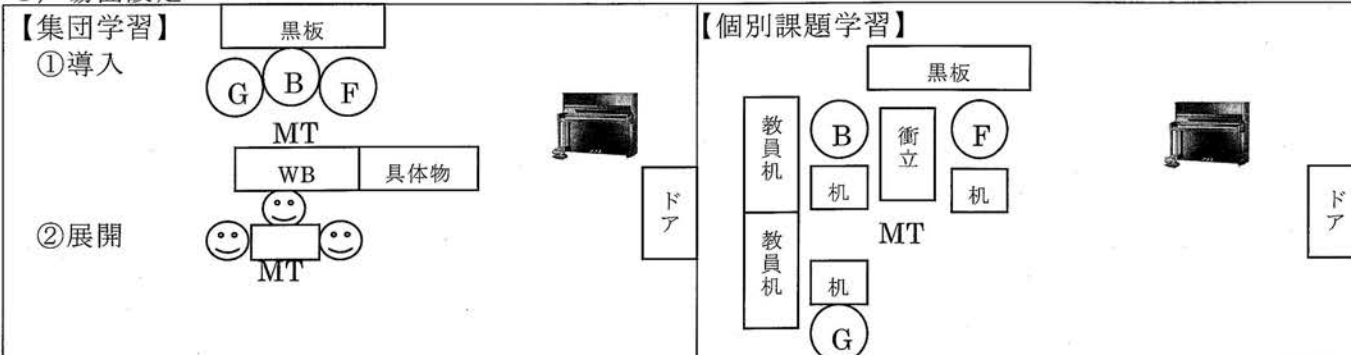 【集団学習】
黒板
①導入
G B F
MT
WB 具体物
ドア
②展開
MT
【個別課題学習】
黒板
教員机
B
衝立
F
机
机
MT
教員机
机
G
ドア